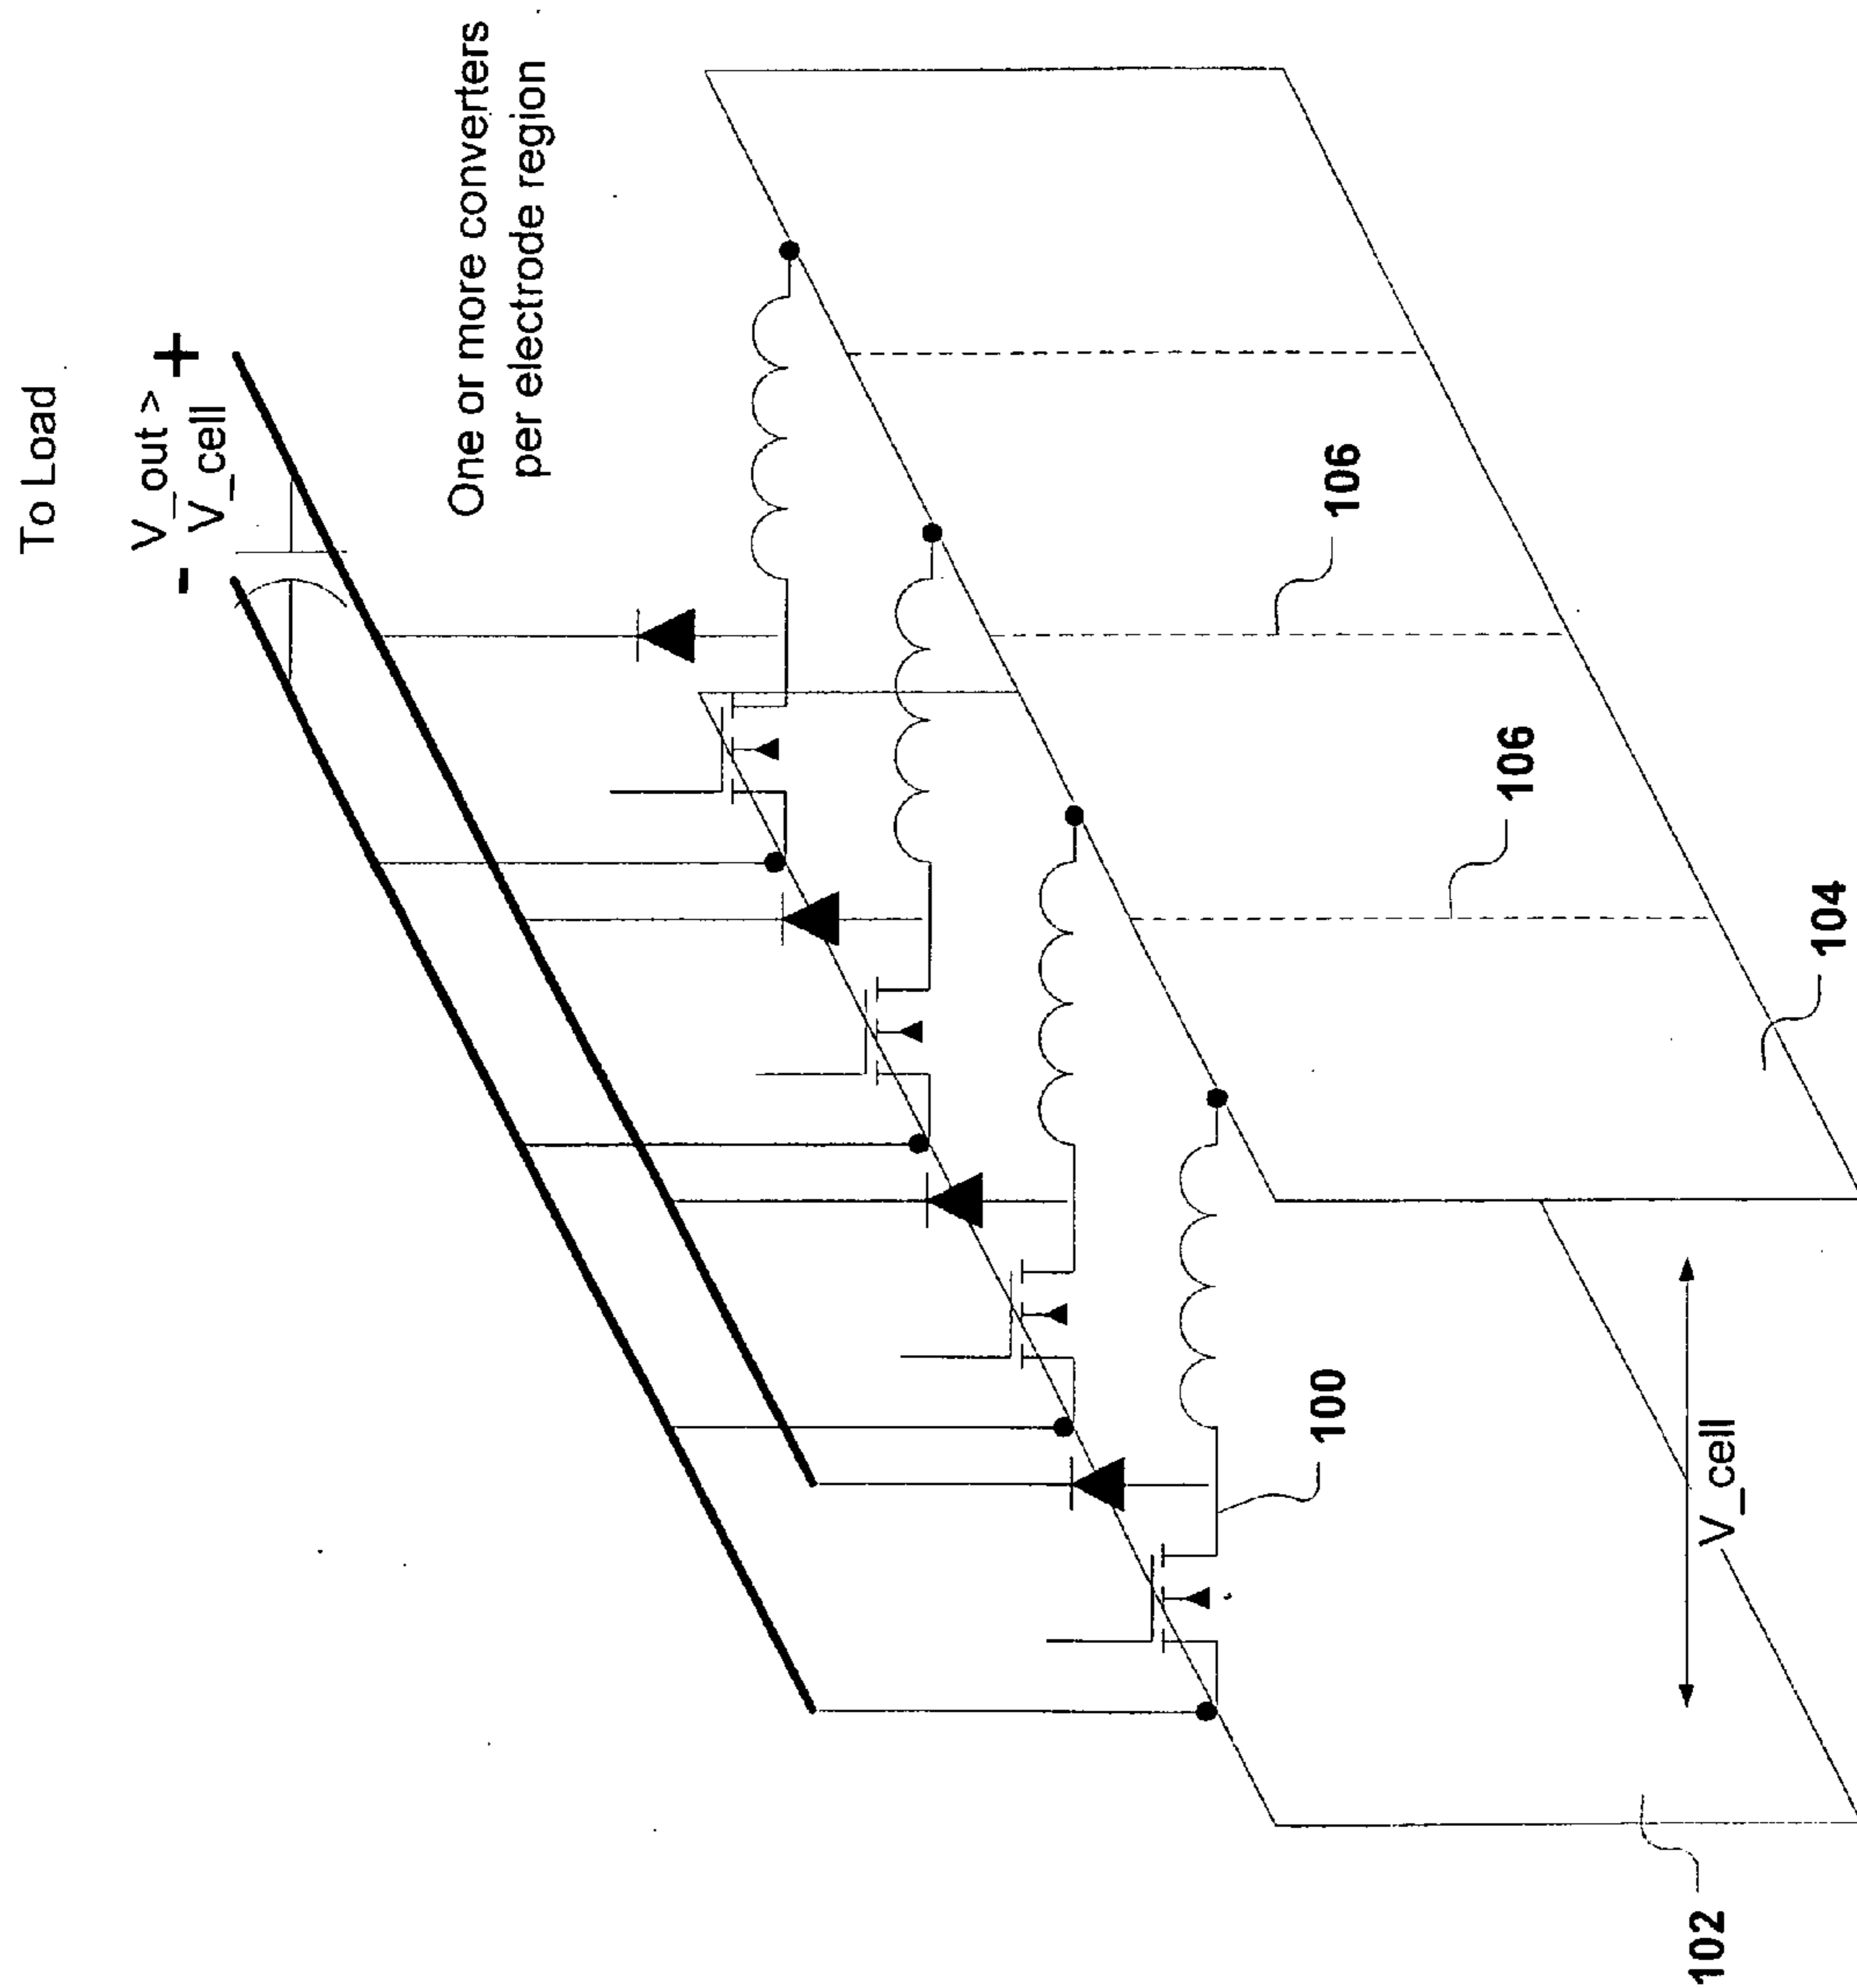 To Load
V_out >
- +
V_cell
One or more converters
per electrode region
106
106
104
100
V_cell
102